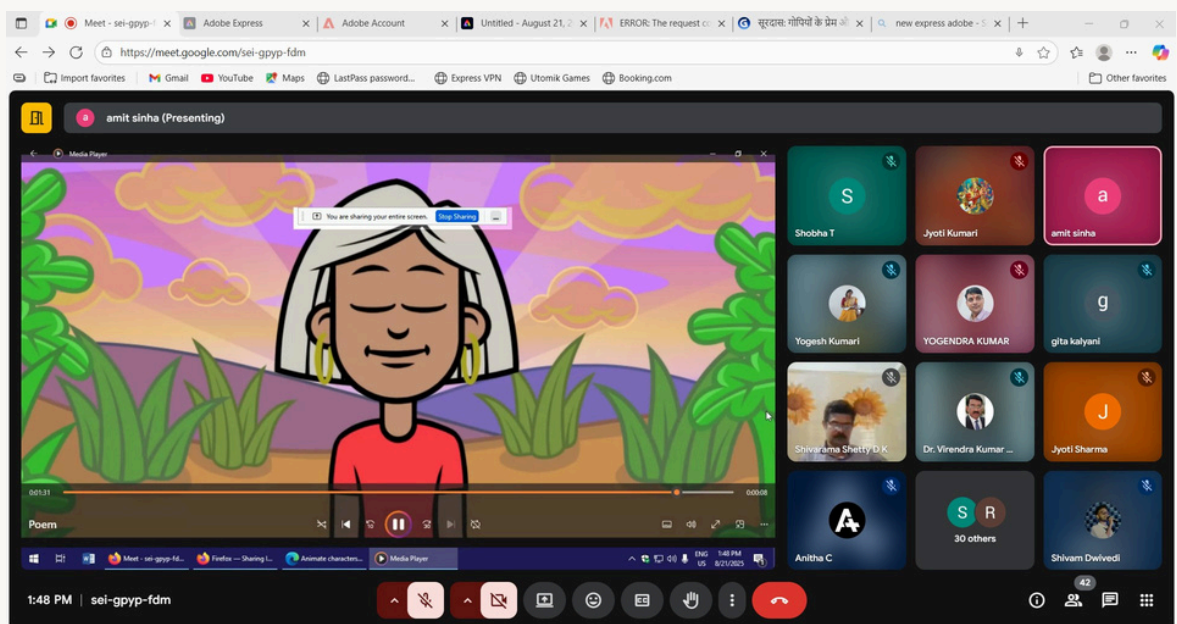 Meet - sei-gpyp-f
Adobe Express
Adobe Account
Untitled - August 21, 2
ERROR: The request c
सूरदास: गोपियों के प्रेम औ
new express adobe - S
https://meet.google.com/sei-gpyp-fdm
Import favorites
Gmail
YouTube
Maps
LastPass password...
Express VPN
Utomik Games
Booking.com
Other favorites
a
amit sinha (Presenting)
Media Player
You are sharing your entire screen.
Stop Sharing
0:01:31
0:00:08
Poem
Meet - sei-gpyp-fd...
Firefox — Sharing I...
Animate characters...
Media Player
ENG
US
1:48 PM
8/21/2025
S
Shobha T
Jyoti Kumari
a
amit sinha
Yogesh Kumari
YOGENDRA KUMAR
g
gita kalyani
Shivarama Shetty D K
Dr. Virendra Kumar ...
J
Jyoti Sharma
Anitha C
S R
30 others
Shivam Dwivedi
1:48 PM | sei-gpyp-fdm
42